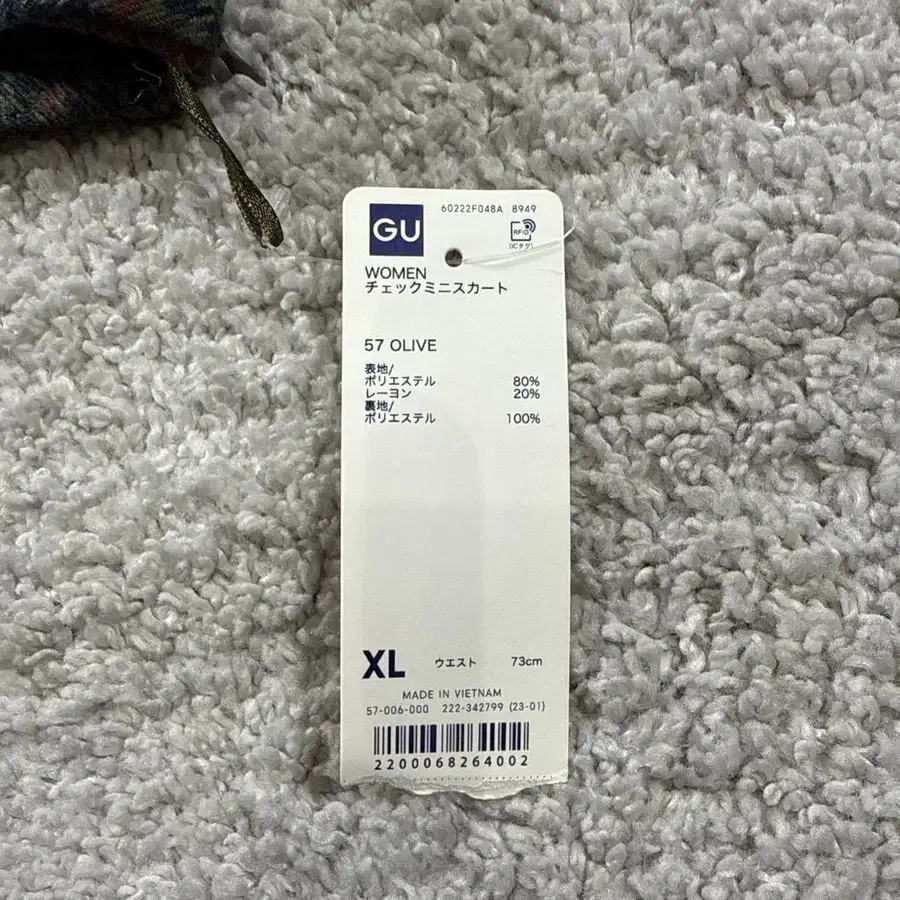 GU
60222F048A 8949
RFID
(ICタグ)
WOMEN
チェックミニスカート
57 OLIVE
表地/
ポリエステル 80%
レーヨン 20%
裏地/
ポリエステル 100%
XL ウエスト 73cm
MADE IN VIETNAM
57-006-000 222-342799 (23-01)
2200068264002